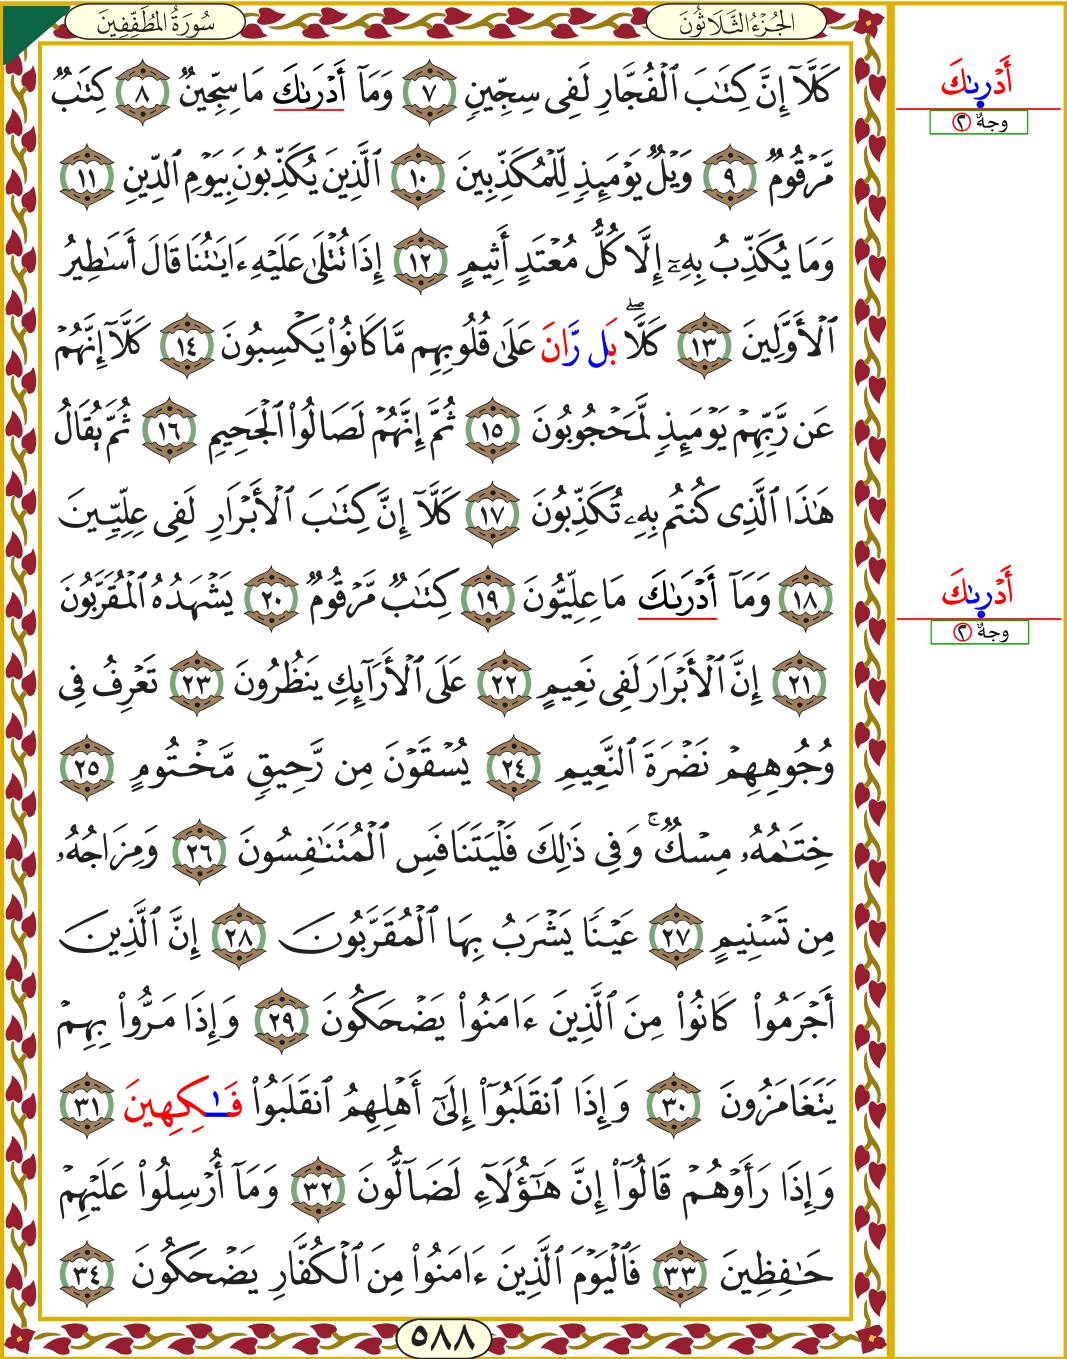 سُورَةُ المُطَفِّفِينَ
الجُزْءُ الثَّلَاثُونَ
كَلَّآ إِنَّ كِتَٰبَ ٱلْفُجَّارِ لَفِى سِجِّينٍ ٧ وَمَآ أَدْرَىٰكَ مَا سِجِّينٌ ٨ كِتَٰبٌ
مَّرْقُومٌ ٩ وَيْلٌ يَوْمَئِذٍ لِّلْمُكَذِّبِينَ ١٠ ٱلَّذِينَ يُكَذِّبُونَ بِيَوْمِ ٱلدِّينِ ١١
وَمَا يُكَذِّبُ بِهِۦٓ إِلَّا كُلُّ مُعْتَدٍ أَثِيمٍ ١٢ إِذَا تُتْلَىٰ عَلَيْهِ ءَايَٰتُنَا قَالَ أَسَٰطِيرُ
ٱلْأَوَّلِينَ ١٣ كَلَّا ۖ بَل رَّانَ عَلَىٰ قُلُوبِهِم مَّا كَانُوا۟ يَكْسِبُونَ ١٤ كَلَّآ إِنَّهُمْ
عَن رَّبِّهِمْ يَوْمَئِذٍ لَّمَحْجُوبُونَ ١٥ ثُمَّ إِنَّهُمْ لَصَالُوا۟ ٱلْجَحِيمِ ١٦ ثُمَّ يُقَالُ
هَٰذَا ٱلَّذِى كُنتُم بِهِۦ تُكَذِّبُونَ ١٧ كَلَّآ إِنَّ كِتَٰبَ ٱلْأَبْرَارِ لَفِى عِلِّيِّينَ
١٨ وَمَآ أَدْرَىٰكَ مَا عِلِّيُّونَ ١٩ كِتَٰبٌ مَّرْقُومٌ ٢٠ يَشْهَدُهُ ٱلْمُقَرَّبُونَ
٢١ إِنَّ ٱلْأَبْرَارَ لَفِى نَعِيمٍ ٢٢ عَلَى ٱلْأَرَآئِكِ يَنظُرُونَ ٢٣ تَعْرِفُ فِى
وُجُوهِهِمْ نَضْرَةَ ٱلنَّعِيمِ ٢٤ يُسْقَوْنَ مِن رَّحِيقٍ مَّخْتُومٍ ٢٥
خِتَٰمُهُۥ مِسْكٌ ۚ وَفِى ذَٰلِكَ فَلْيَتَنَافَسِ ٱلْمُتَنَٰفِسُونَ ٢٦ وَمِزَاجُهُۥ
مِن تَسْنِيمٍ ٢٧ عَيْنًا يَشْرَبُ بِهَا ٱلْمُقَرَّبُونَ ٢٨ إِنَّ ٱلَّذِينَ
أَجْرَمُوا۟ كَانُوا۟ مِنَ ٱلَّذِينَ ءَامَنُوا۟ يَضْحَكُونَ ٢٩ وَإِذَا مَرُّوا۟ بِهِمْ
يَتَغَامَزُونَ ٣٠ وَإِذَا ٱنقَلَبُوٓا۟ إِلَىٰٓ أَهْلِهِمُ ٱنقَلَبُوا۟ فَٰكِهِينَ ٣١
وَإِذَا رَأَوْهُمْ قَالُوٓا۟ إِنَّ هَٰٓؤُلَآءِ لَضَآلُّونَ ٣٢ وَمَآ أُرْسِلُوا۟ عَلَيْهِمْ
حَٰفِظِينَ ٣٣ فَٱلْيَوْمَ ٱلَّذِينَ ءَامَنُوا۟ مِنَ ٱلْكُفَّارِ يَضْحَكُونَ ٣٤
٥٨٨
أَدْرىٰكَ
وجهٌ ٢
أَدْرىٰكَ
وجهٌ ٢